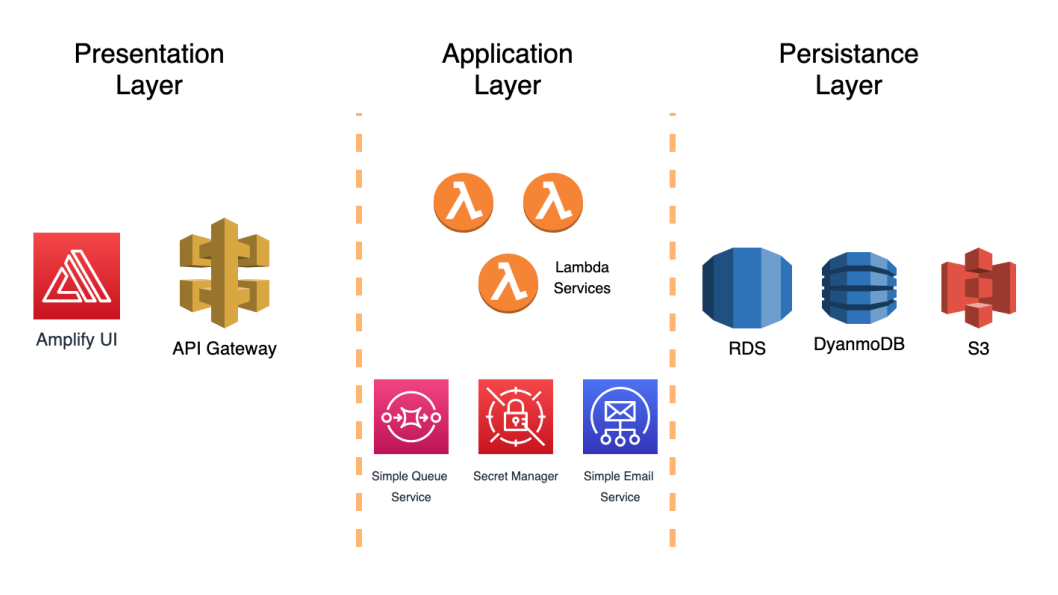 Presentation
Layer
Application
Layer
Persistance
Layer
Amplify UI
API Gateway
Lambda
Services
Simple Queue
Service
Secret Manager
Simple Email
Service
RDS
DyanmoDB
S3